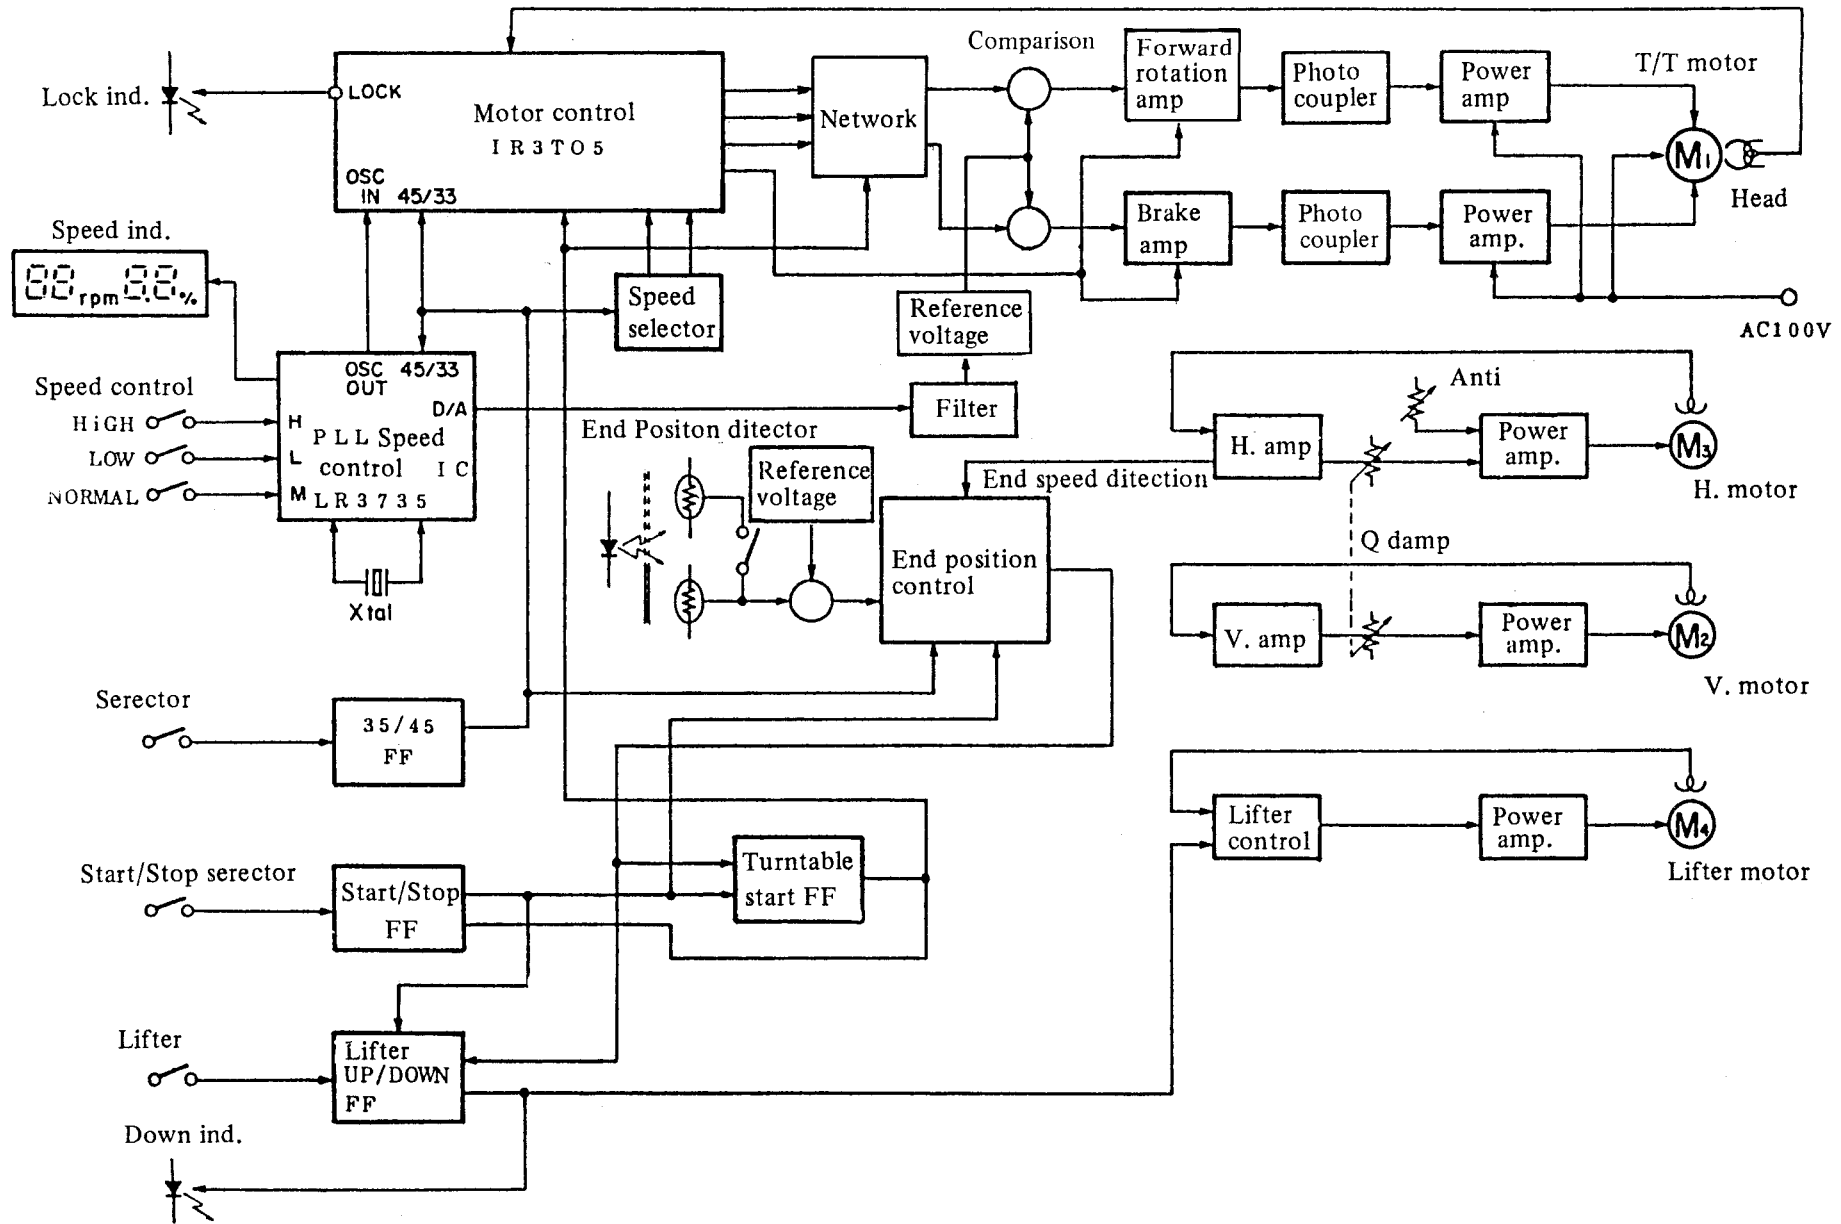 Comparison
Forward
rotation
amp
Photo
coupler
Power
amp
T/T motor
Lock ind.
LOCK
Motor control
IR3TO5
Network
M1
Head
OSC
IN
45/33
Speed ind.
88 rpm 8.8%
Brake
amp
Photo
coupler
Power
amp.
Speed
selector
Reference
voltage
AC100V
OSC
OUT
45/33
Speed control
HiGH
LOW
NORMAL
H
L
M
D/A
PLL Speed
control IC
LR3735
Filter
Xtal
End Positon ditector
Reference
voltage
End speed ditection
End position
control
Anti
H. amp
Power
amp.
M3
H. motor
Q damp
V. amp
Power
amp.
M2
V. motor
Serector
35/45
FF
Lifter
control
Power
amp.
M4
Lifter motor
Start/Stop serector
Start/Stop
FF
Turntable
start FF
Lifter
Lifter
UP/DOWN
FF
Down ind.